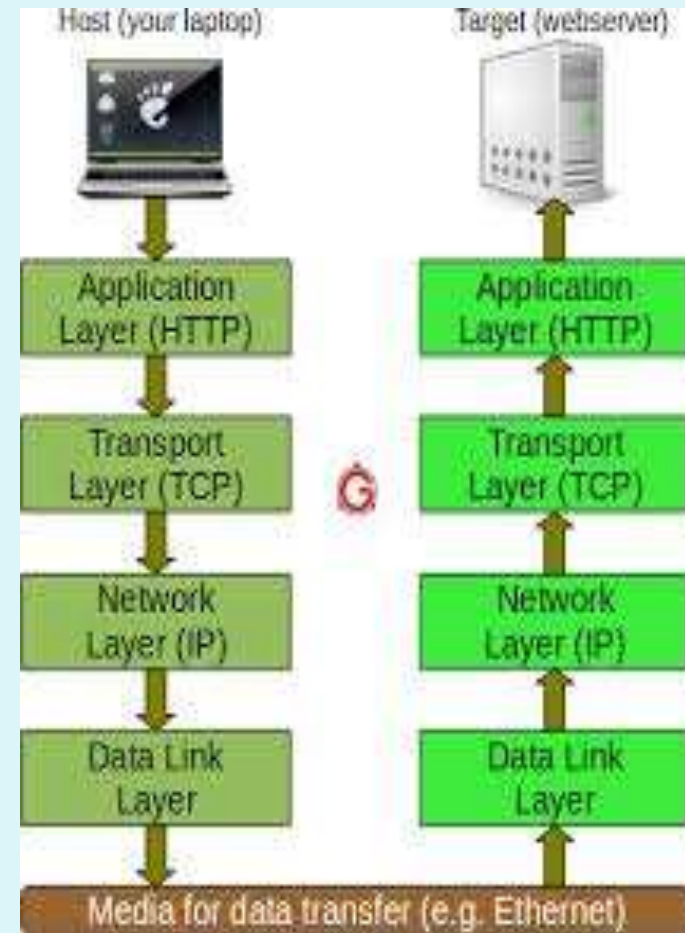 Host (your laptop)
Target (webserver)
Application
Layer (HTTP)
Transport
Layer (TCP)
Network
Layer (IP)
Data Link
Layer
Application
Layer (HTTP)
Transport
Layer (TCP)
Network
Layer (IP)
Data Link
Layer
Ġ
Media for data transfer (e.g. Ethernet)